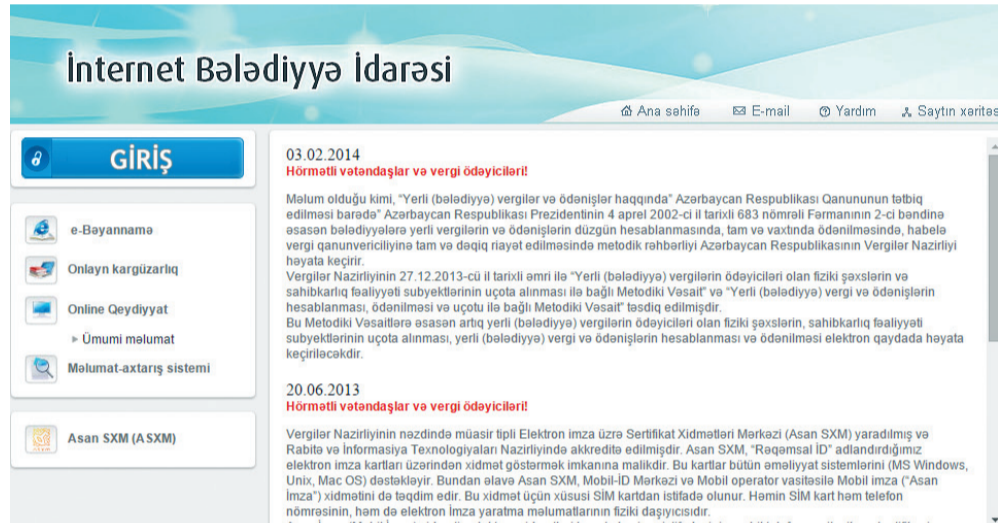 İnternet Bələdiyyə İdarəsi
Ana səhifə E-mail Yardım Saytın xəritəs
GİRİŞ
e-Bəyannamə
Onlayn kargüzarlıq
Online Qeydiyyat
Ümumi məlumat
Məlumat-axtarış sistemi
Asan SXM (ASXM)
03.02.2014
Hörmətli vətəndaşlar və vergi ödəyiciləri!
Məlum olduğu kimi, "Yerli (bələdiyyə) vergilər və ödənişlər haqqında" Azərbaycan Respublikası Qanununun tətbiq
edilməsi barədə" Azərbaycan Respublikası Prezidentinin 4 aprel 2002-ci il tarixli 683 nömrəli Fərmanının 2-ci bəndinə
əsasən bələdiyyələrə yerli vergilərin və ödənişlərin düzgün hesablanmasında, tam və vaxtında ödənilməsində, habelə
vergi qanunvericiliyinə tam və dəqiq riayət edilməsində metodik rəhbərliyi Azərbaycan Respublikasının Vergilər Nazirliyi
həyata keçirir.
Vergilər Nazirliyinin 27.12.2013-cü il tarixli əmri ilə "Yerli (bələdiyyə) vergilərin ödəyiciləri olan fiziki şəxslərin və
sahibkarlıq fəaliyyəti subyektlərinin uçota alınması ilə bağlı Metodiki Vəsait" və "Yerli (bələdiyyə) vergi və ödənişlərin
hesablanması, ödənilməsi və uçotu ilə bağlı Metodiki Vəsait" təsdiq edilmişdir.
Bu Metodiki Vəsaitlərə əsasən artıq yerli (bələdiyyə) vergilərin ödəyiciləri olan fiziki şəxslərin, sahibkarlıq fəaliyyəti
subyektlərinin uçota alınması, yerli (bələdiyyə) vergi və ödənişlərin hesablanması və ödənilməsi elektron qaydada həyata
keçiriləcəkdir.
20.06.2013
Hörmətli vətəndaşlar və vergi ödəyiciləri!
Vergilər Nazirliyinin nəzdində müasir tipli Elektron imza üzrə Sertifikat Xidmətləri Mərkəzi (Asan SXM) yaradılmış və
Rabitə və İnformasiya Texnologiyaları Nazirliyində akkreditə edilmişdir. Asan SXM, "Rəqəmsal İD" adlandırdığımız
elektron imza kartları üzərindən xidmət göstərmək imkanına malikdir. Bu kartlar bütün əməliyyat sistemlərini (MS Windows,
Unix, Mac OS) dəstəkləyir. Bundan əlavə Asan SXM, Mobil-İD Mərkəzi və Mobil operator vasitəsilə Mobil imza ("Asan
İmza") xidmətini də təqdim edir. Bu xidmət üçün xüsusi SİM kartdan istifadə olunur. Həmin SİM kart həm telefon
nömrəsinin, həm də elektron İmza yaratma məlumatlarının fiziki daşıyıcısıdır.